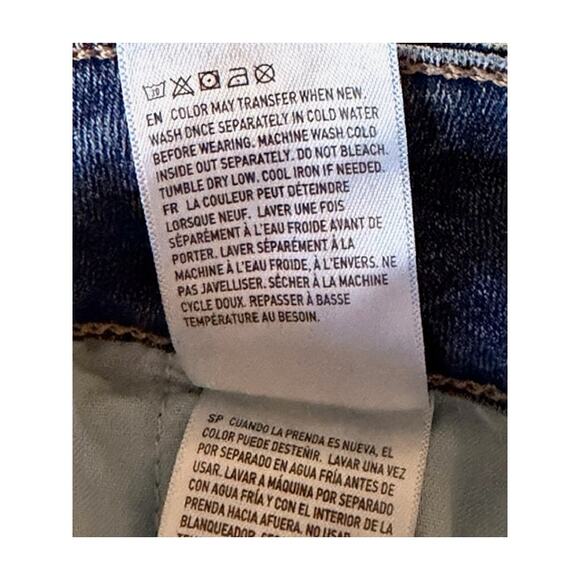 30
EN COLOR MAY TRANSFER WHEN NEW.
WASH ONCE SEPARATELY IN COLD WATER
BEFORE WEARING. MACHINE WASH COLD
INSIDE OUT SEPARATELY. DO NOT BLEACH.
TUMBLE DRY LOW. COOL IRON IF NEEDED.
FR LA COULEUR PEUT DÉTEINDRE
LORSQUE NEUF. LAVER UNE FOIS
SÉPARÉMENT À L'EAU FROIDE AVANT DE
PORTER. LAVER SÉPARÉMENT À LA
MACHINE À L'EAU FROIDE, À L'ENVERS. NE
PAS JAVELLISER. SÉCHER À LA MACHINE
CYCLE DOUX. REPASSER À BASSE
TEMPÉRATURE AU BESOIN.
SP CUANDO LA PRENDA ES NUEVA, EL
COLOR PUEDE DESTEÑIR. LAVAR UNA VEZ
POR SEPARADO EN AGUA FRÍA ANTES DE
USAR. LAVAR A MÁQUINA POR SEPARADO
CON AGUA FRÍA Y CON EL INTERIOR DE LA
PRENDA HACIA AFUERA. NO USAR
BLANQUEADOR.